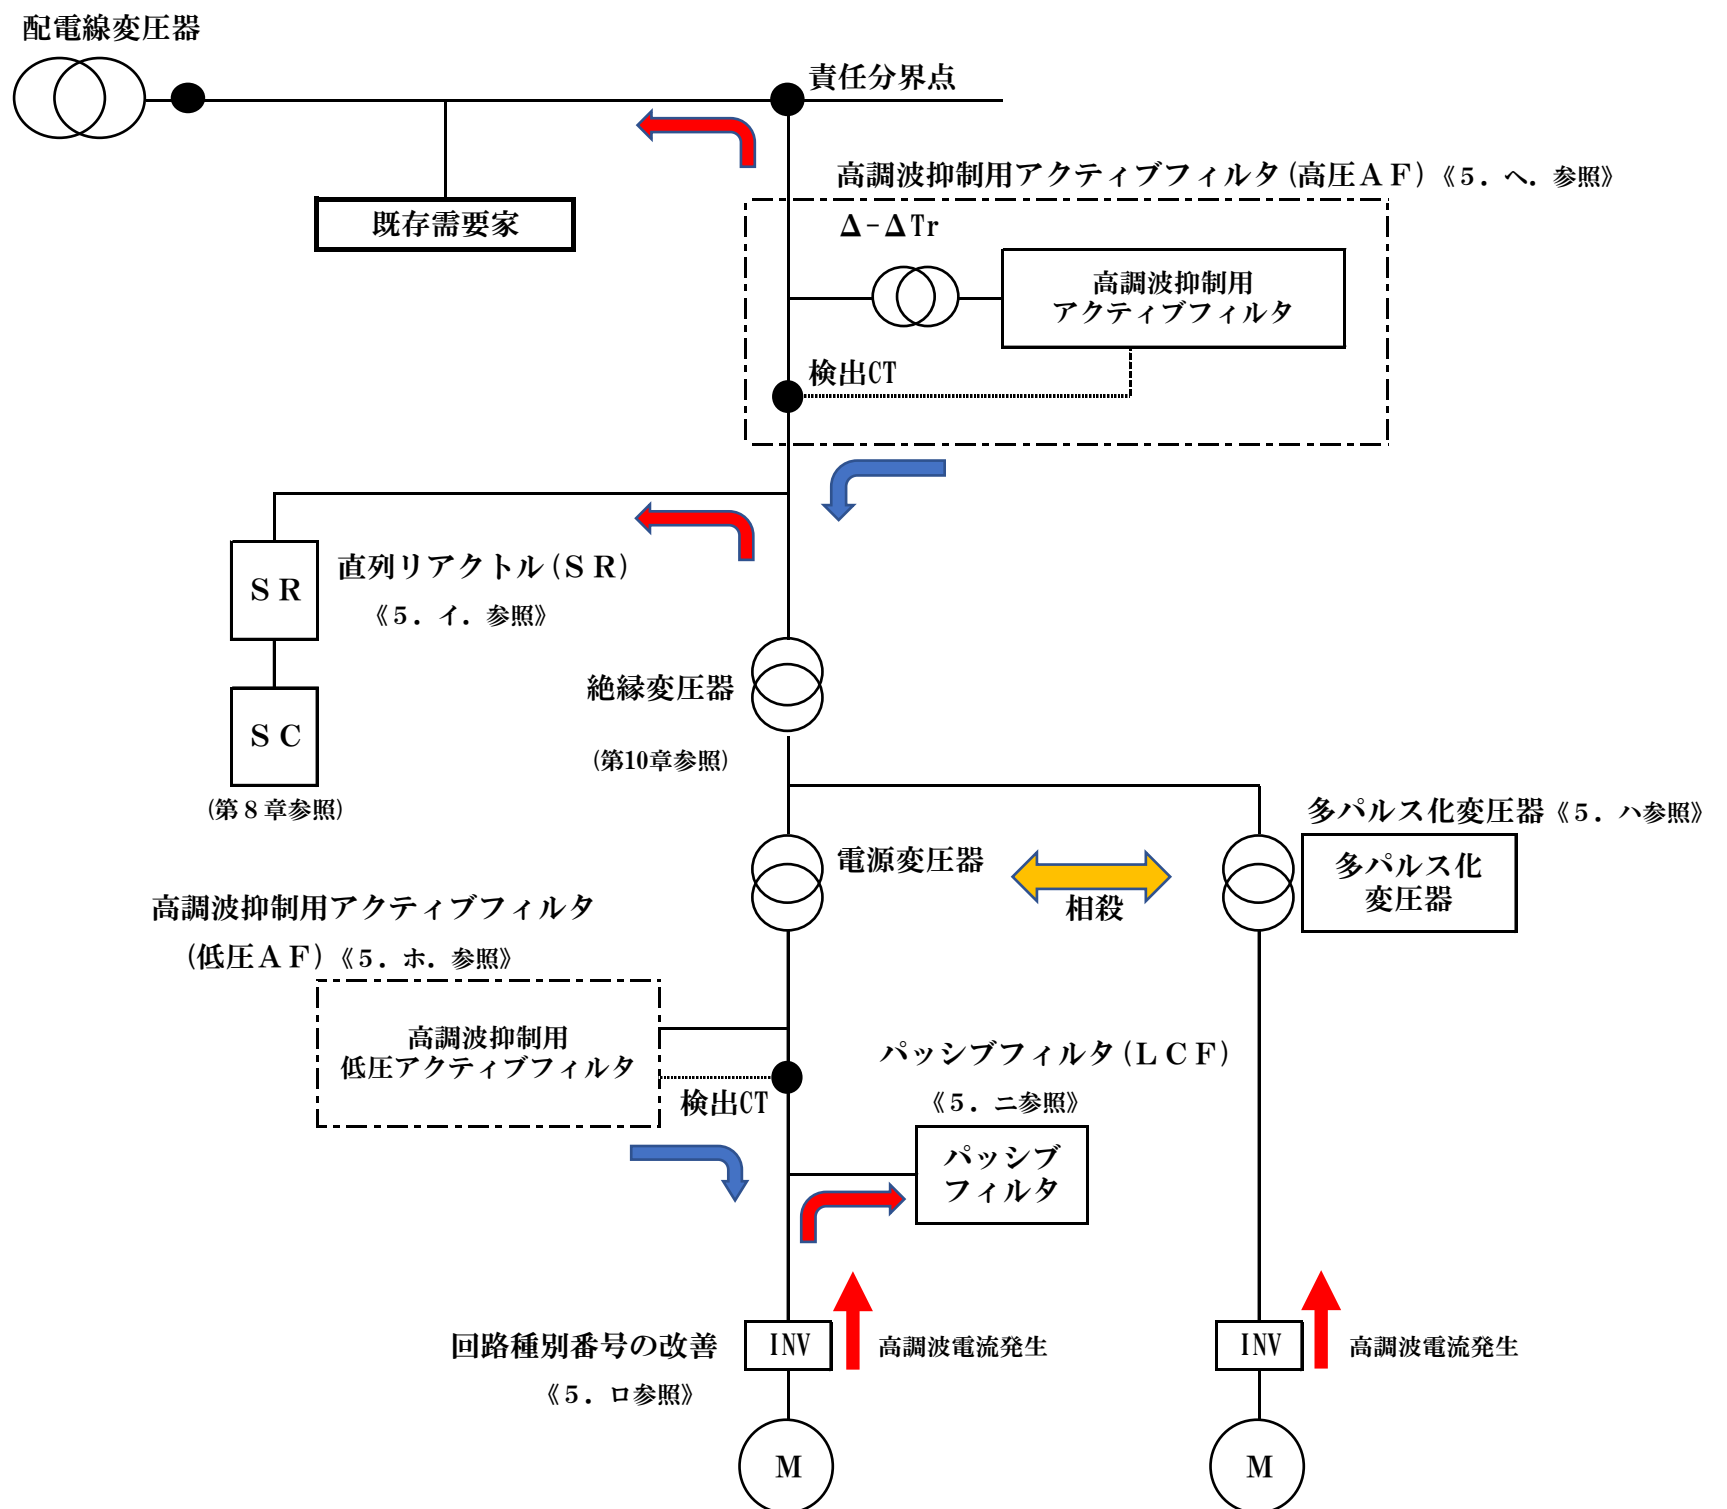 配電線変圧器
責任分界点
高調波抑制用アクティブフィルタ(高圧ＡＦ)《５．ヘ．参照》
既存需要家
Δ-ΔTr
高調波抑制用
アクティブフィルタ
検出CT
ＳＲ
直列リアクトル(ＳＲ)
《５．イ．参照》
絶縁変圧器
ＳＣ
(第10章参照)
(第８章参照)
多パルス化変圧器《５．ハ参照》
電源変圧器
多パルス化
変圧器
相殺
高調波抑制用アクティブフィルタ
(低圧ＡＦ)《５．ホ．参照》
高調波抑制用
低圧アクティブフィルタ
検出CT
パッシブフィルタ(ＬＣＦ)
《５．ニ参照》
パッシブ
フィルタ
回路種別番号の改善
《５．ロ参照》
INV
高調波電流発生
INV
高調波電流発生
M
M